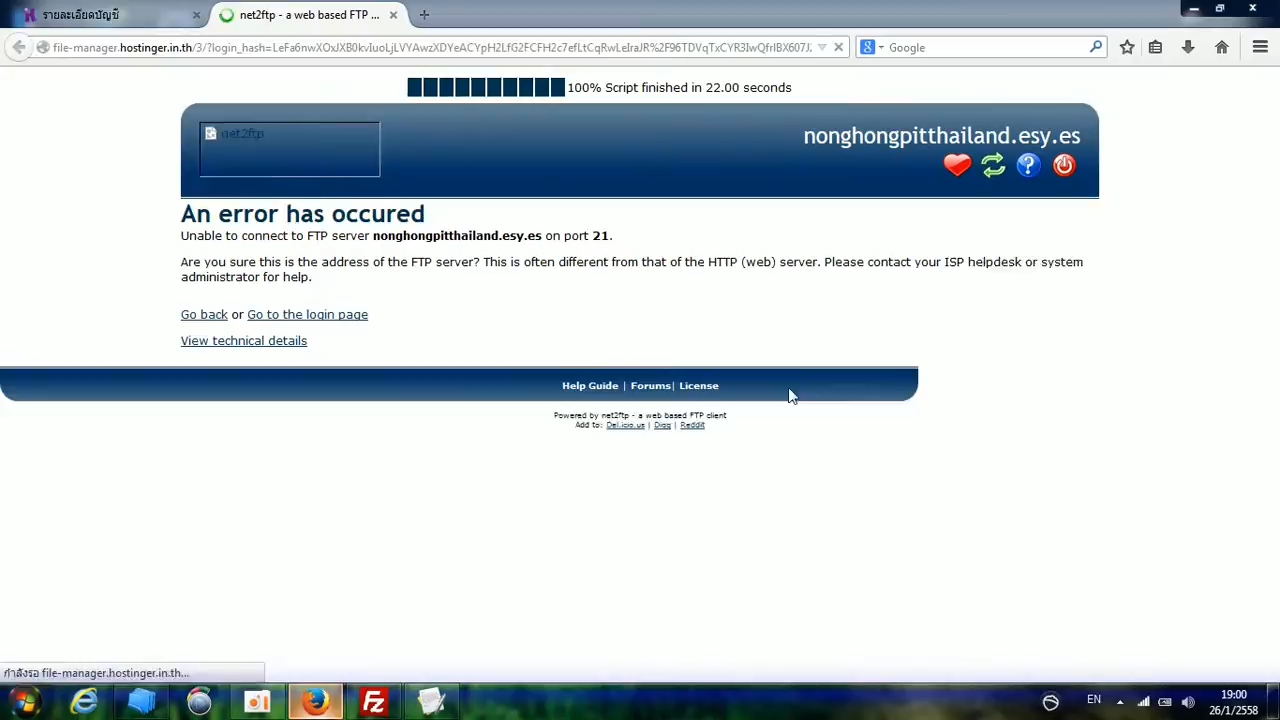 รายละเอียดบัญชี
net2ftp - a web based FTP ...
file-manager.hostinger.in.th/3/?login_hash=
Google
100% Script finished in 22.00 seconds
net2ftp
nonghongpitthailand.esy.es
An error has occured
Unable to connect to FTP server nonghongpitthailand.esy.es on port 21.
Are you sure this is the address of the FTP server? This is often different from that of the HTTP (web) server. Please contact your ISP helpdesk or system
administrator for help.
Go back or Go to the login page
View technical details
Help Guide | Forums| License
Powered by net2ftp - a web based FTP client
Add to: Del.icio.us | Digg | Reddit
กำลังรอ file-manager.hostinger.in.th...
EN
19:00
26/1/2558